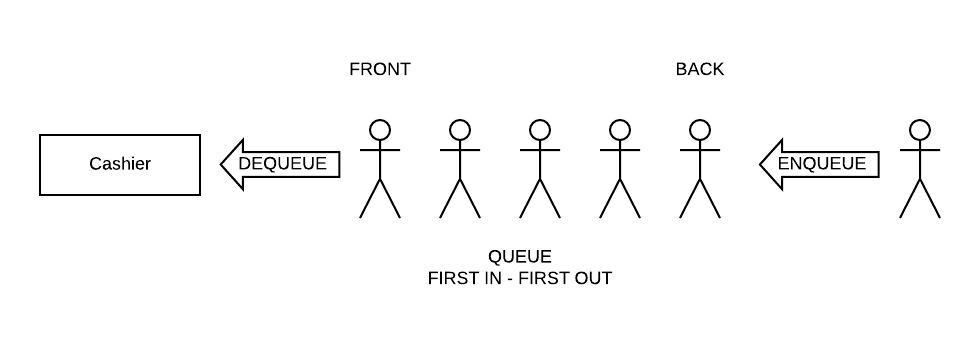 FRONT
BACK
Cashier
DEQUEUE
ENQUEUE
QUEUE
FIRST IN - FIRST OUT